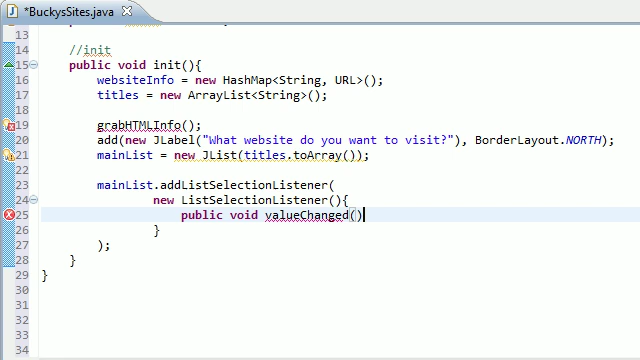 *BuckysSites.java
13
14 //init
15 public void init(){
16 websiteInfo = new HashMap<String, URL>();
17 titles = new ArrayList<String>();
18
19 grabHTMLInfo();
20 add(new JLabel("What website do you want to visit?"), BorderLayout.NORTH);
21 mainList = new JList(titles.toArray());
22
23 mainList.addListSelectionListener(
24 new ListSelectionListener(){
25 public void valueChanged()
26 }
27 );
28 }
29 }
30
31
32
33
34